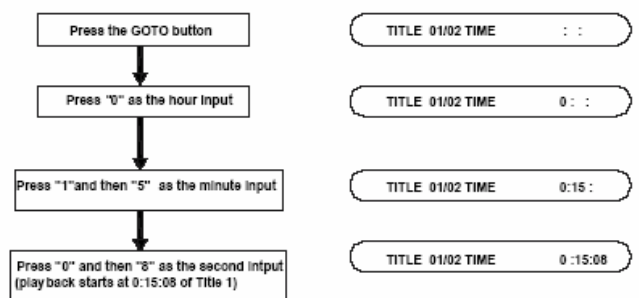 Press the GOTO button
TITLE 01/02 TIME : :
Press "0" as the hour input
TITLE 01/02 TIME 0 : :
Press "1"and then "5" as the minute input
TITLE 01/02 TIME 0:15 :
Press "0" and then "8" as the second intput
(playback starts at 0:15:08 of Title 1)
TITLE 01/02 TIME 0 :15:08